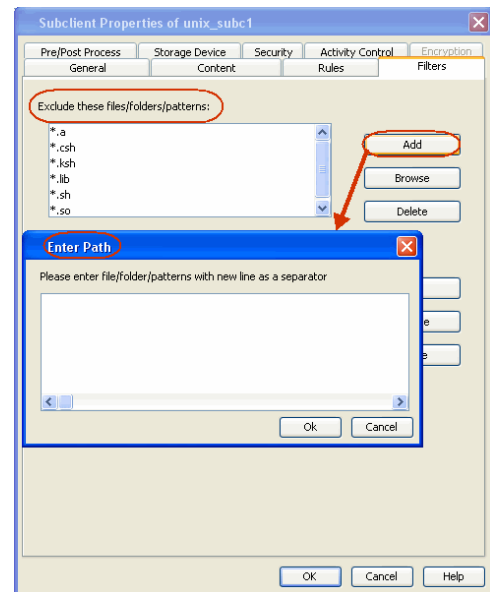 Subclient Properties of unix_subc1
Pre/Post Process Storage Device Security Activity Control Encryption
General Content Rules Filters
Exclude these files/folders/patterns:
*.a
*.csh
*.ksh
*.lib
*.sh
*.so
Add
Browse
Delete
Enter Path
Please enter file/folder/patterns with new line as a separator
e
e
Ok Cancel
OK Cancel Help